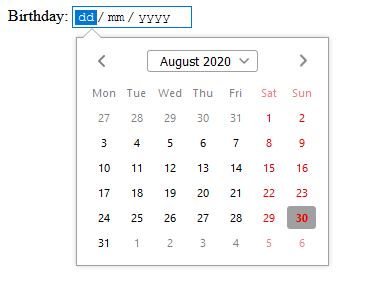 Birthday: dd / mm / yyyy
August 2020
Mon Tue Wed Thu Fri Sat Sun
27 28 29 30 31 1 2
3 4 5 6 7 8 9
10 11 12 13 14 15 16
17 18 19 20 21 22 23
24 25 26 27 28 29 30
31 1 2 3 4 5 6